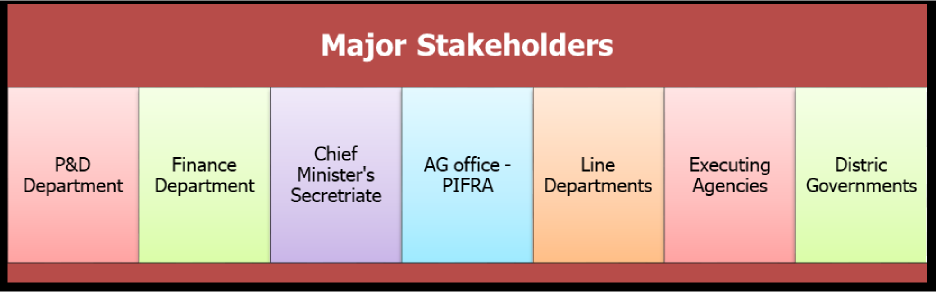 Major Stakeholders
P&D
Department
Finance
Department
Chief
Minister's
Secretriate
AG office -
PIFRA
Line
Departments
Executing
Agencies
Distric
Governments